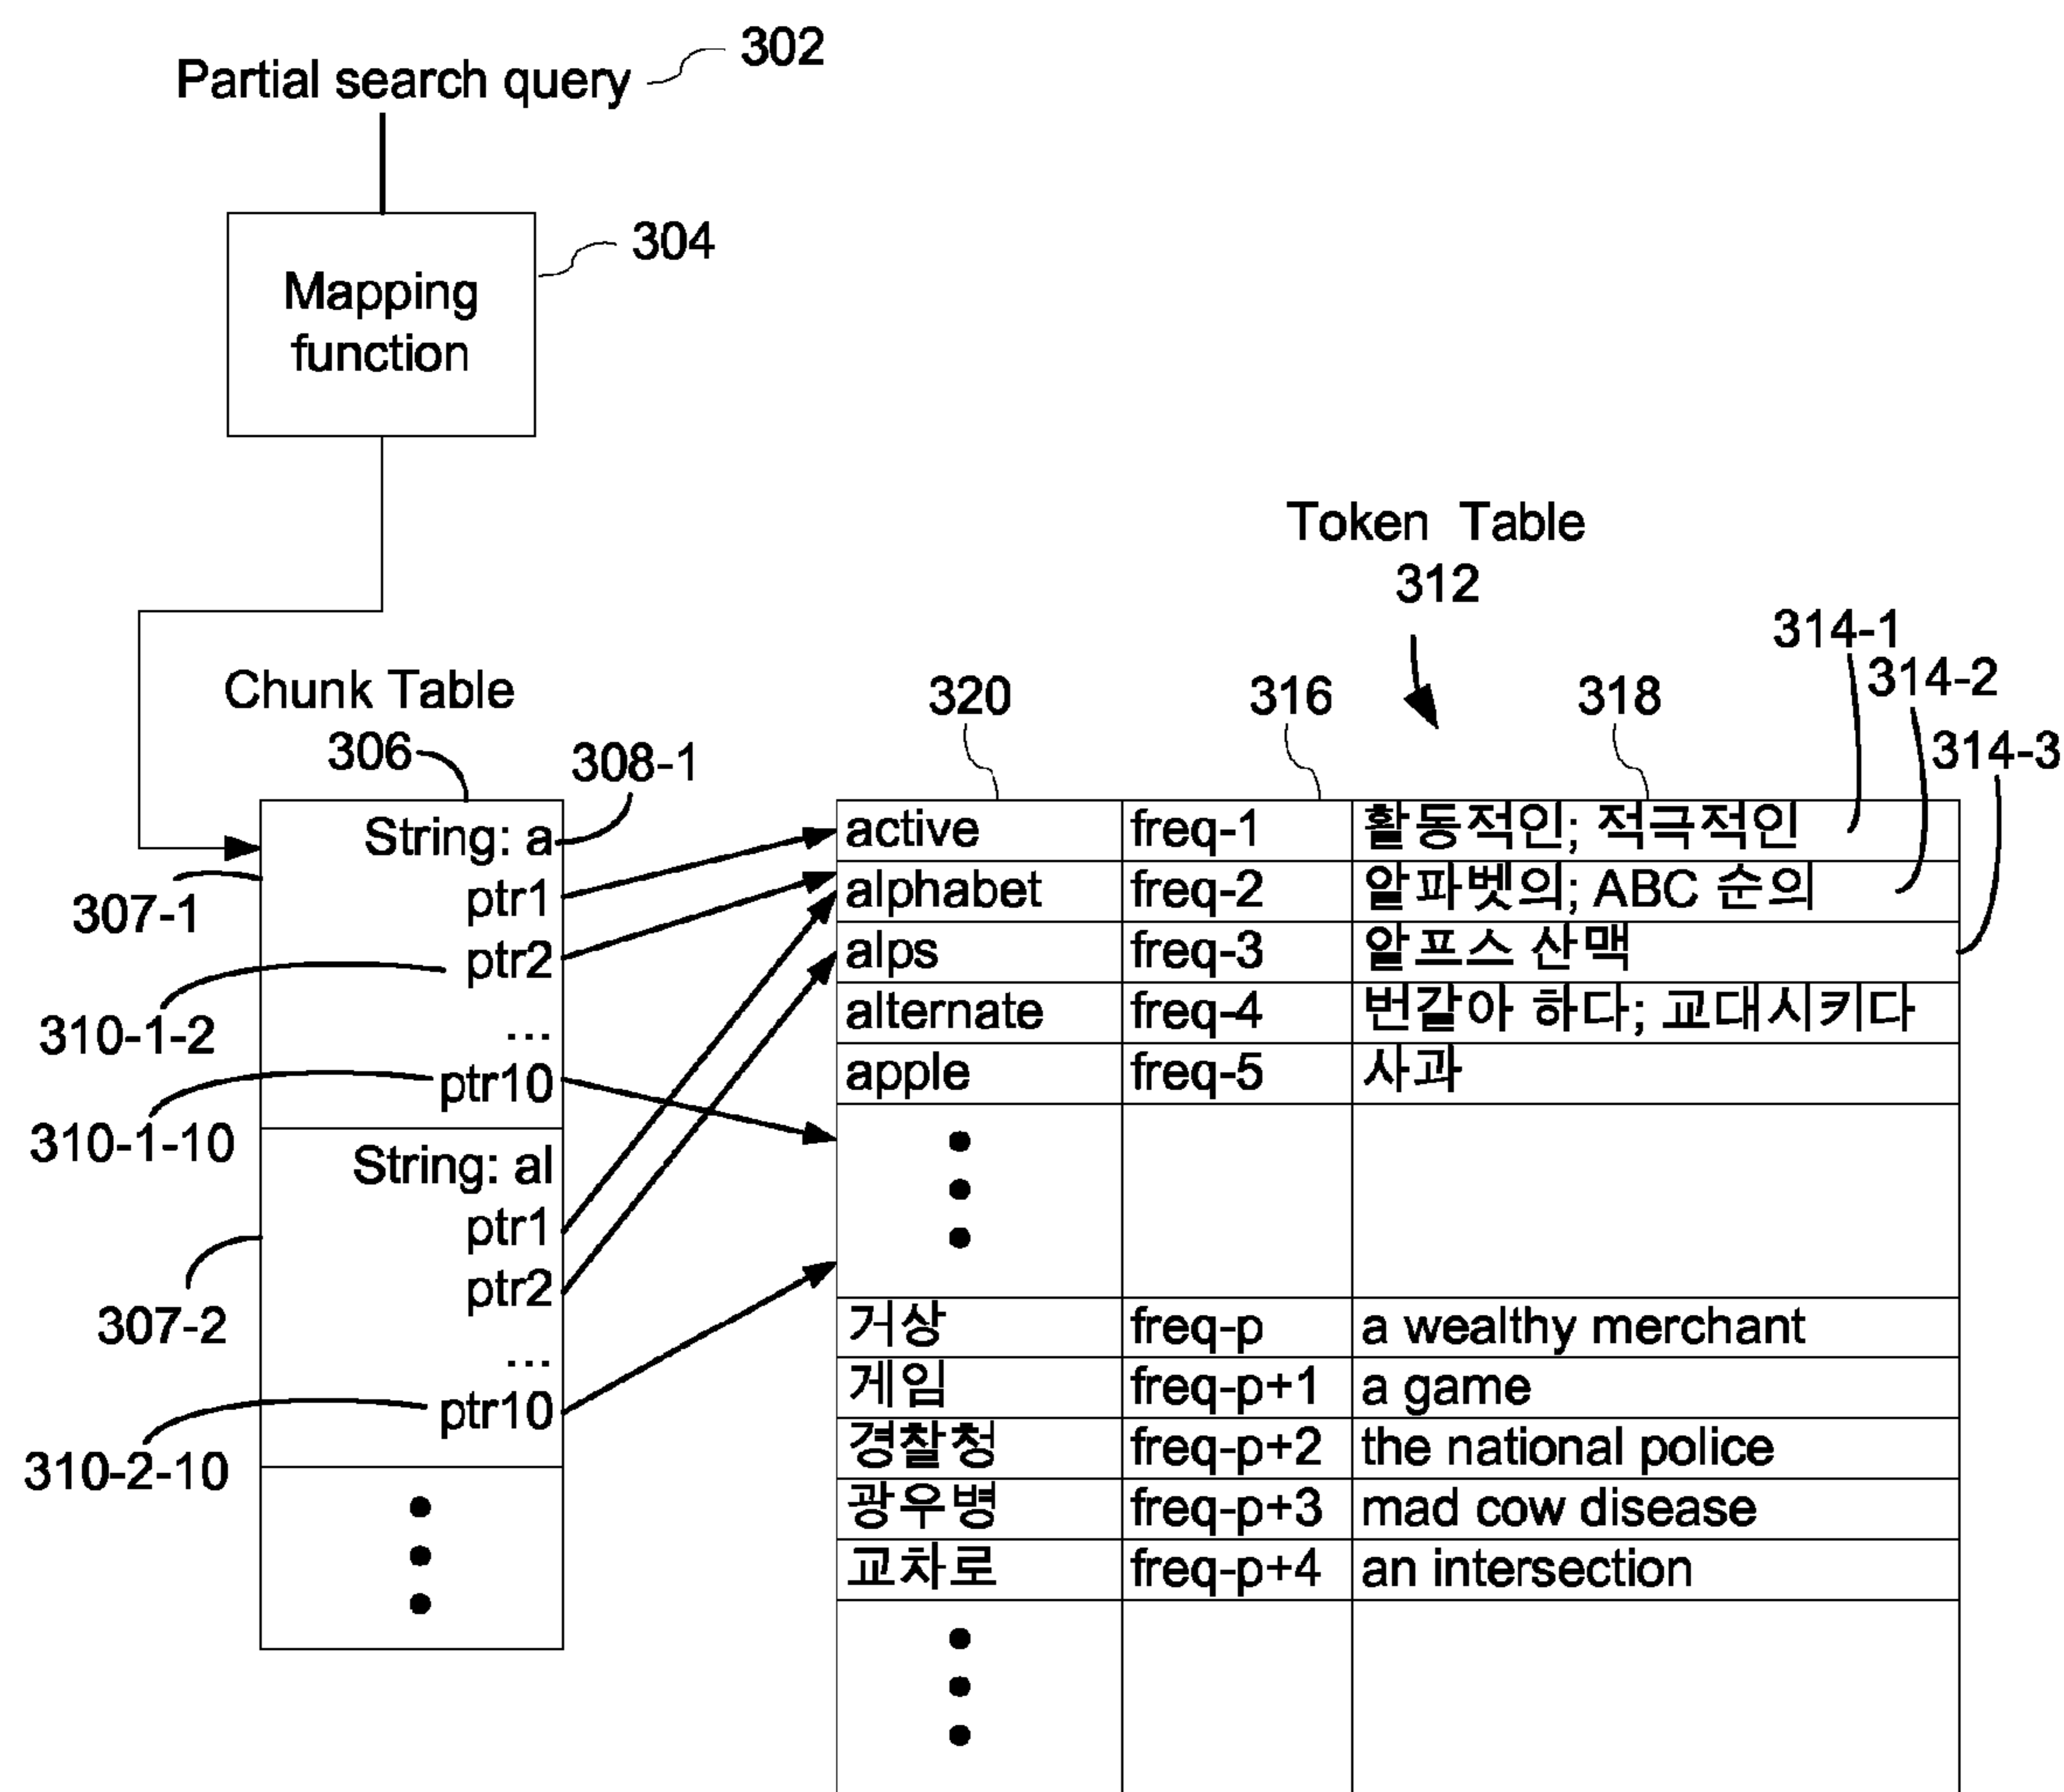 Partial search query
302
Mapping
function
304
Token Table
312
314-1
314-2
314-3
Chunk Table
306
308-1
320
316
318
String: a
ptr1
ptr2
...
ptr10
307-1
310-1-2
310-1-10
String: al
ptr1
ptr2
...
ptr10
307-2
310-2-10
active freq-1 활동적인; 적극적인
alphabet freq-2 알파벳의; ABC 순의
alps freq-3 알프스 산맥
alternate freq-4 번갈아 하다; 교대시키다
apple freq-5 사과
거상 freq-p a wealthy merchant
게임 freq-p+1 a game
경찰청 freq-p+2 the national police
광우병 freq-p+3 mad cow disease
교차로 freq-p+4 an intersection